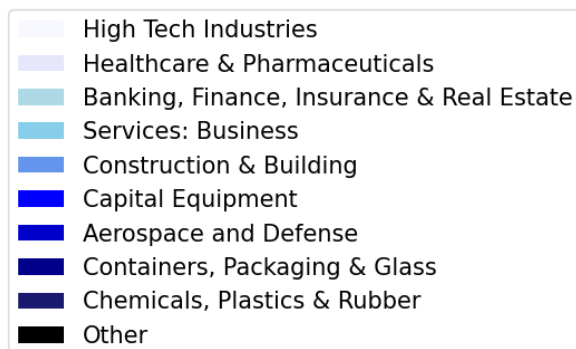 High Tech Industries
Healthcare & Pharmaceuticals
Banking, Finance, Insurance & Real Estate
Services: Business
Construction & Building
Capital Equipment
Aerospace and Defense
Containers, Packaging & Glass
Chemicals, Plastics & Rubber
Other